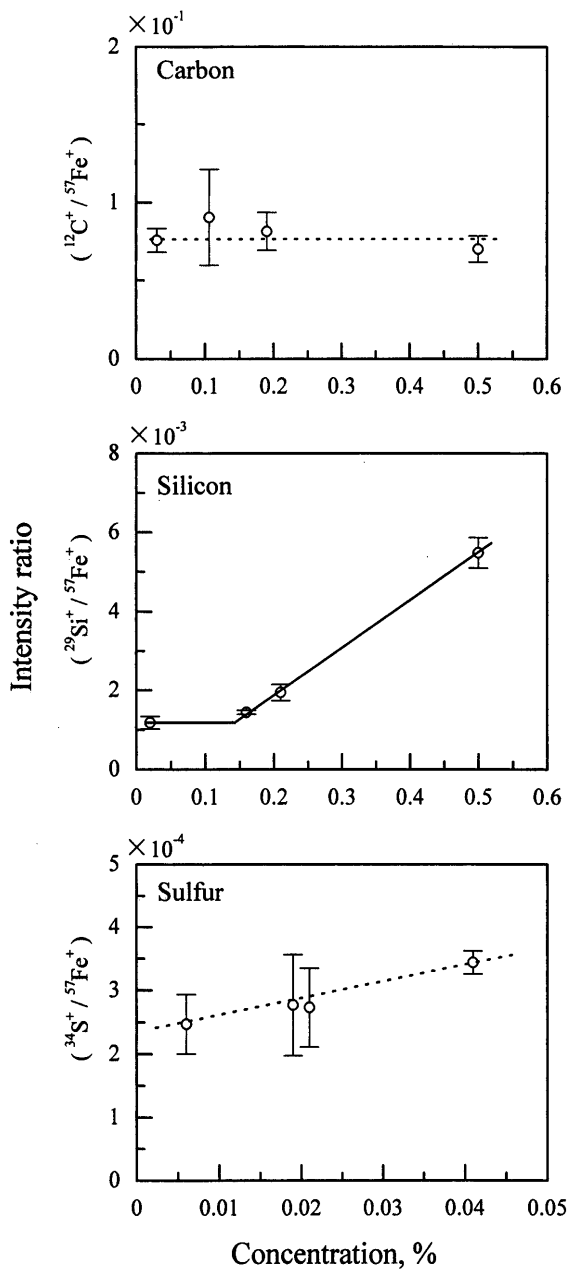 ×10⁻¹
2
Carbon
1
0
(¹²C⁺/⁵⁷Fe⁺)
0 0.1 0.2 0.3 0.4 0.5 0.6
×10⁻³
8
Silicon
6
4
2
0
Intensity ratio
(²⁹Si⁺/⁵⁷Fe⁺)
0 0.1 0.2 0.3 0.4 0.5 0.6
×10⁻⁴
5
Sulfur
4
3
2
1
0
(³⁴S⁺/⁵⁷Fe⁺)
0 0.01 0.02 0.03 0.04 0.05
Concentration, %